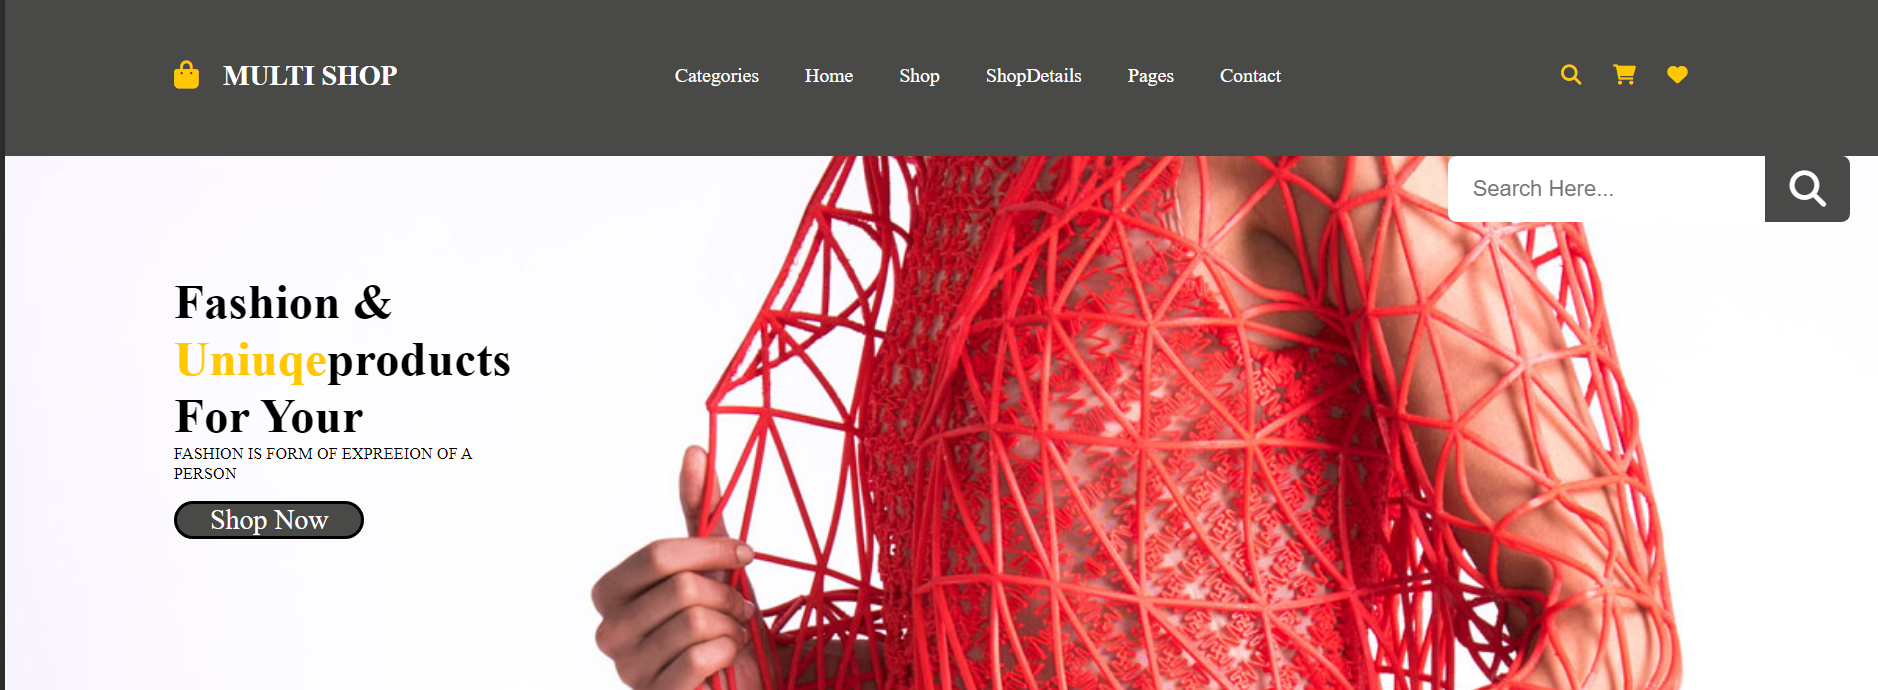 MULTI SHOP
Categories Home Shop ShopDetails Pages Contact
Search Here...
Fashion &
Uniuqeproducts
For Your
FASHION IS FORM OF EXPREEION OF A
PERSON
Shop Now